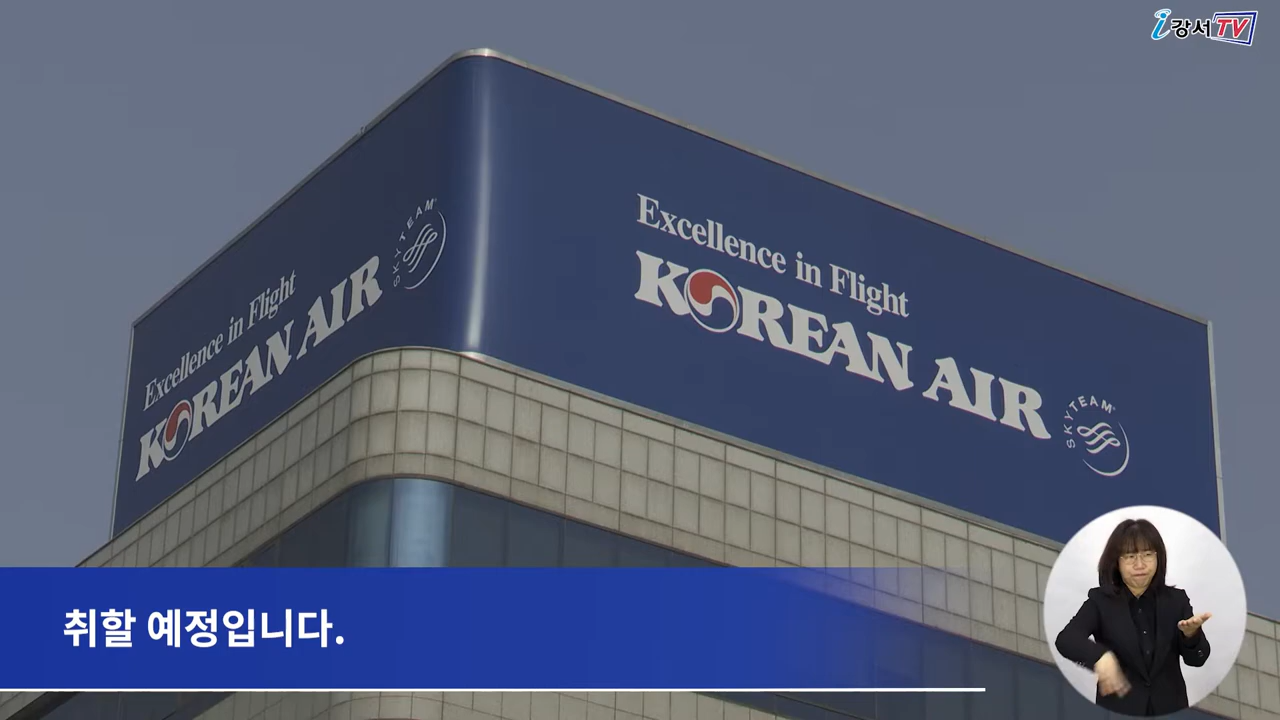 i강서TV
Excellence in Flight
KOREAN AIR
SKYTEAM
Excellence in Flight
KOREAN AIR
SKYTEAM
취할 예정입니다.